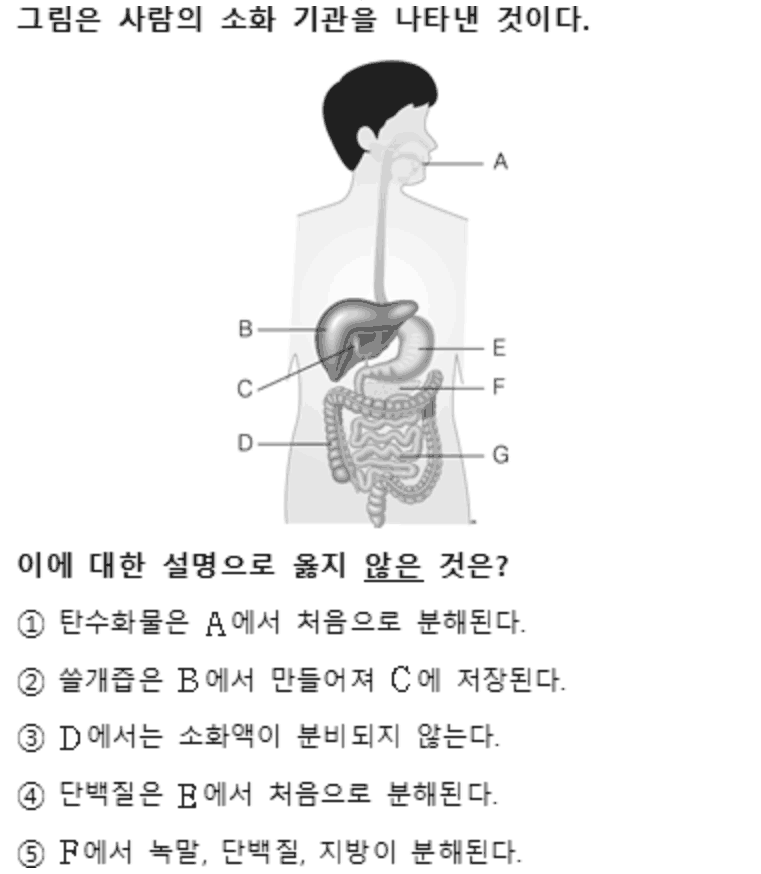 그림은 사람의 소화 기관을 나타낸 것이다.
A
B
E
C
F
D
G
이에 대한 설명으로 옳지 않은 것은?
① 탄수화물은 A에서 처음으로 분해된다.
② 쓸개즙은 B에서 만들어져 C에 저장된다.
③ D에서는 소화액이 분비되지 않는다.
④ 단백질은 E에서 처음으로 분해된다.
⑤ F에서 녹말, 단백질, 지방이 분해된다.